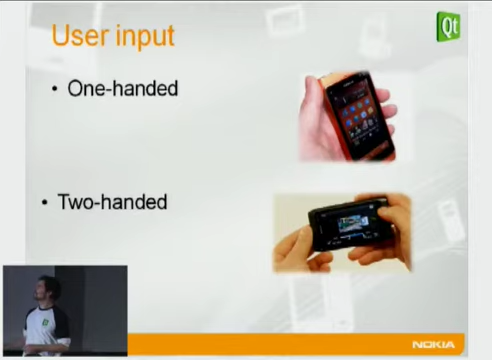 User input
Qt
• One-handed
• Two-handed
NOKIA